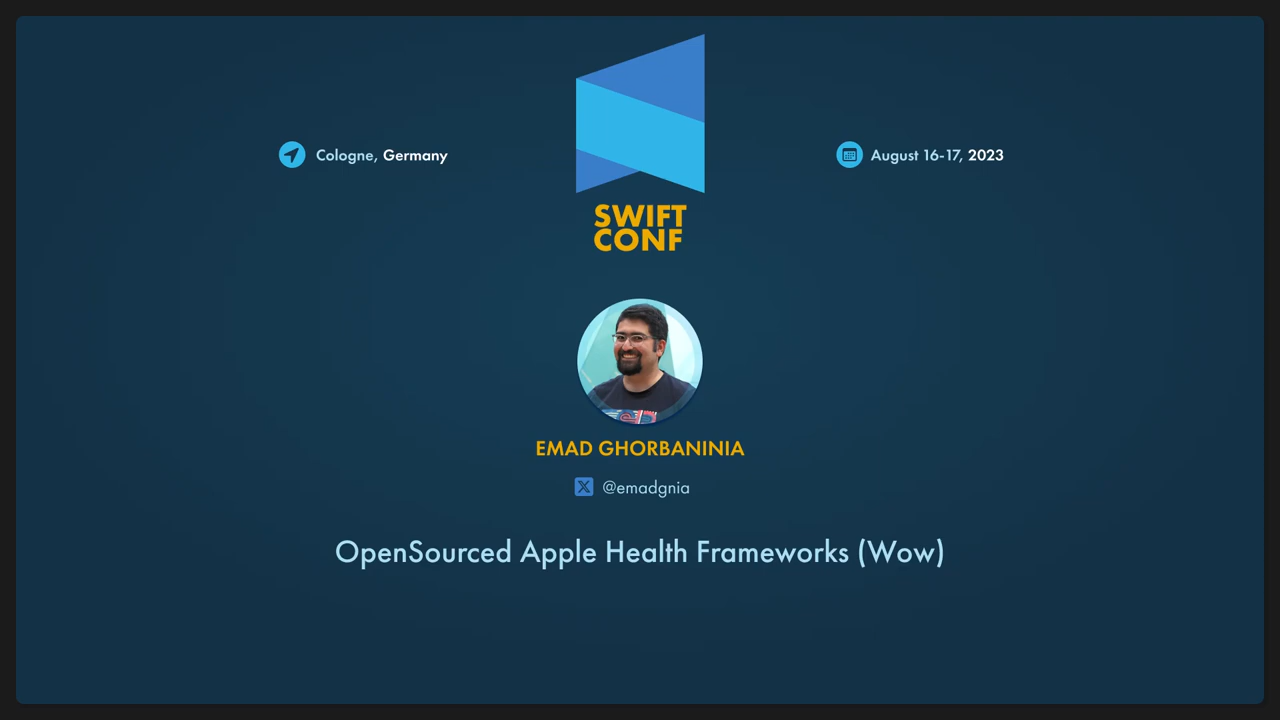 Cologne, Germany
August 16-17, 2023
SWIFT
CONF
EMAD GHORBANINIA
@emadgnia
OpenSourced Apple Health Frameworks (Wow)